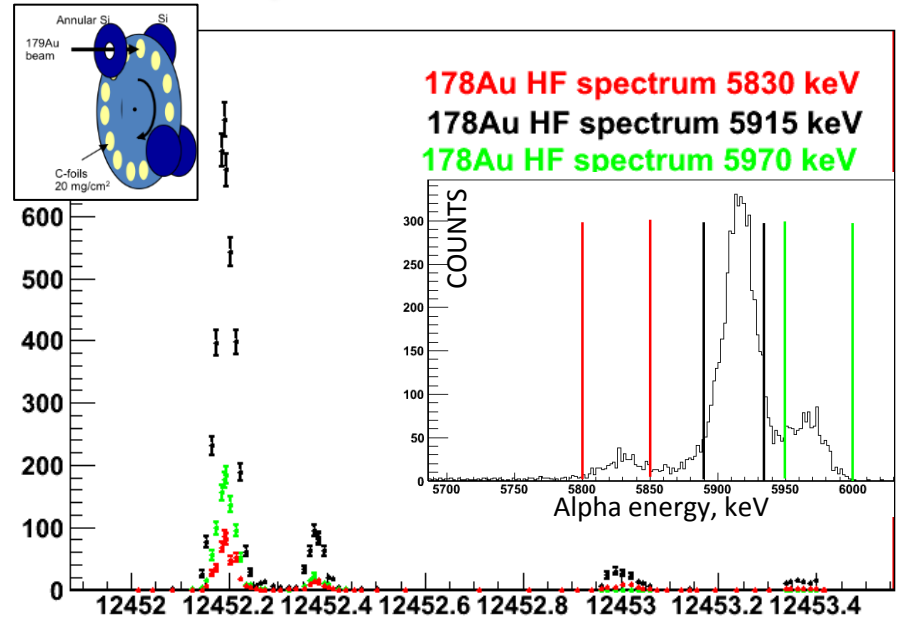 Annular Si
Si
179Au
beam
C-foils
20 mg/cm²
178Au HF spectrum 5830 keV
178Au HF spectrum 5915 keV
178Au HF spectrum 5970 keV
COUNTS
300
250
200
150
100
50
0
5700 5750 5800 5850 5900 5950 6000
Alpha energy, keV
600
500
400
300
200
100
0
12452 12452.2 12452.4 12452.6 12452.8 12453 12453.2 12453.4